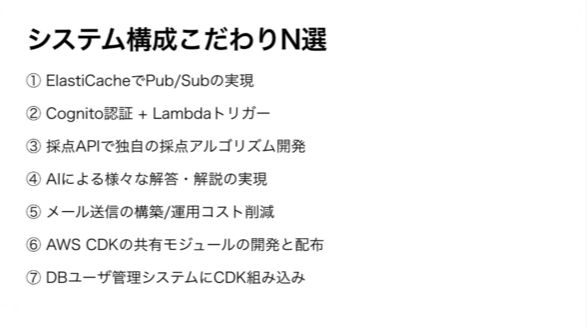 システム構成こだわりN選
① ElastiCacheでPub/Subの実現
② Cognito認証 + Lambdaトリガー
③ 採点APIで独自の採点アルゴリズム開発
④ AIによる様々な解答・解説の実現
⑤ メール送信の構築/運用コスト削減
⑥ AWS CDKの共有モジュールの開発と配布
⑦ DBユーザ管理システムにCDK組み込み